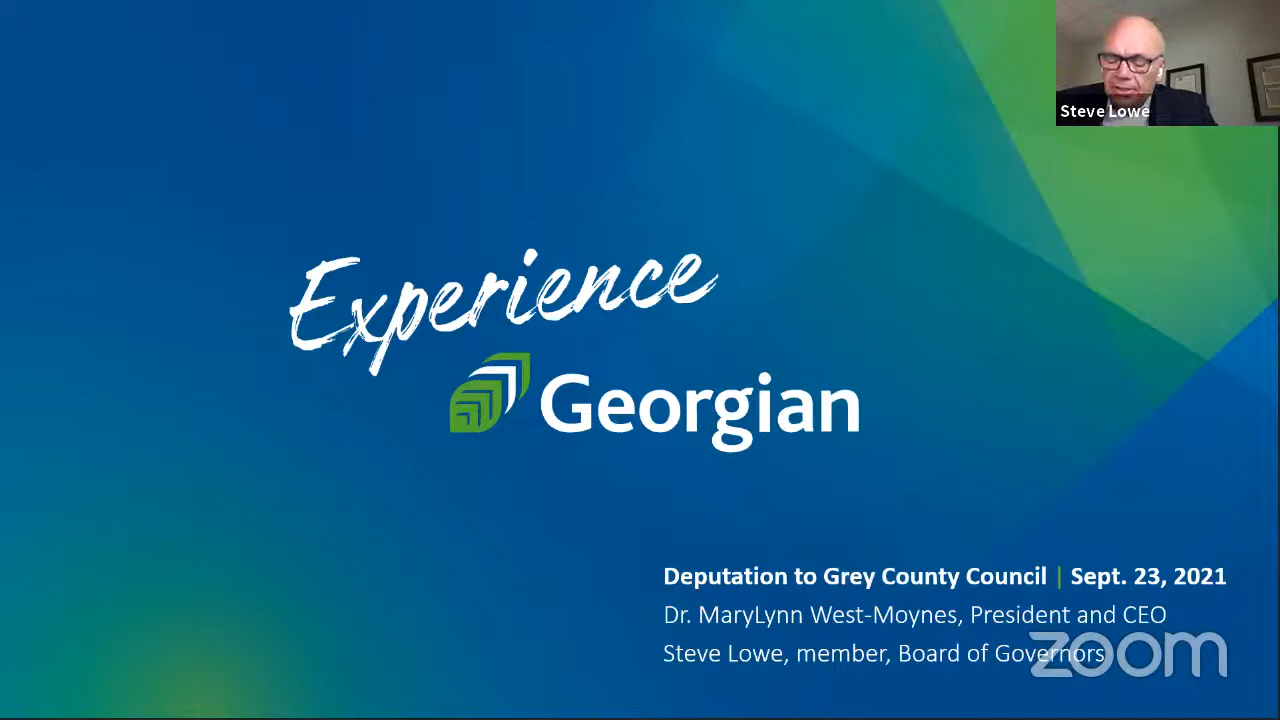 Steve Lowe
Experience
Georgian
Deputation to Grey County Council | Sept. 23, 2021
Dr. MaryLynn West-Moynes, President and CEO
Steve Lowe, member, Board of Governors
zoom